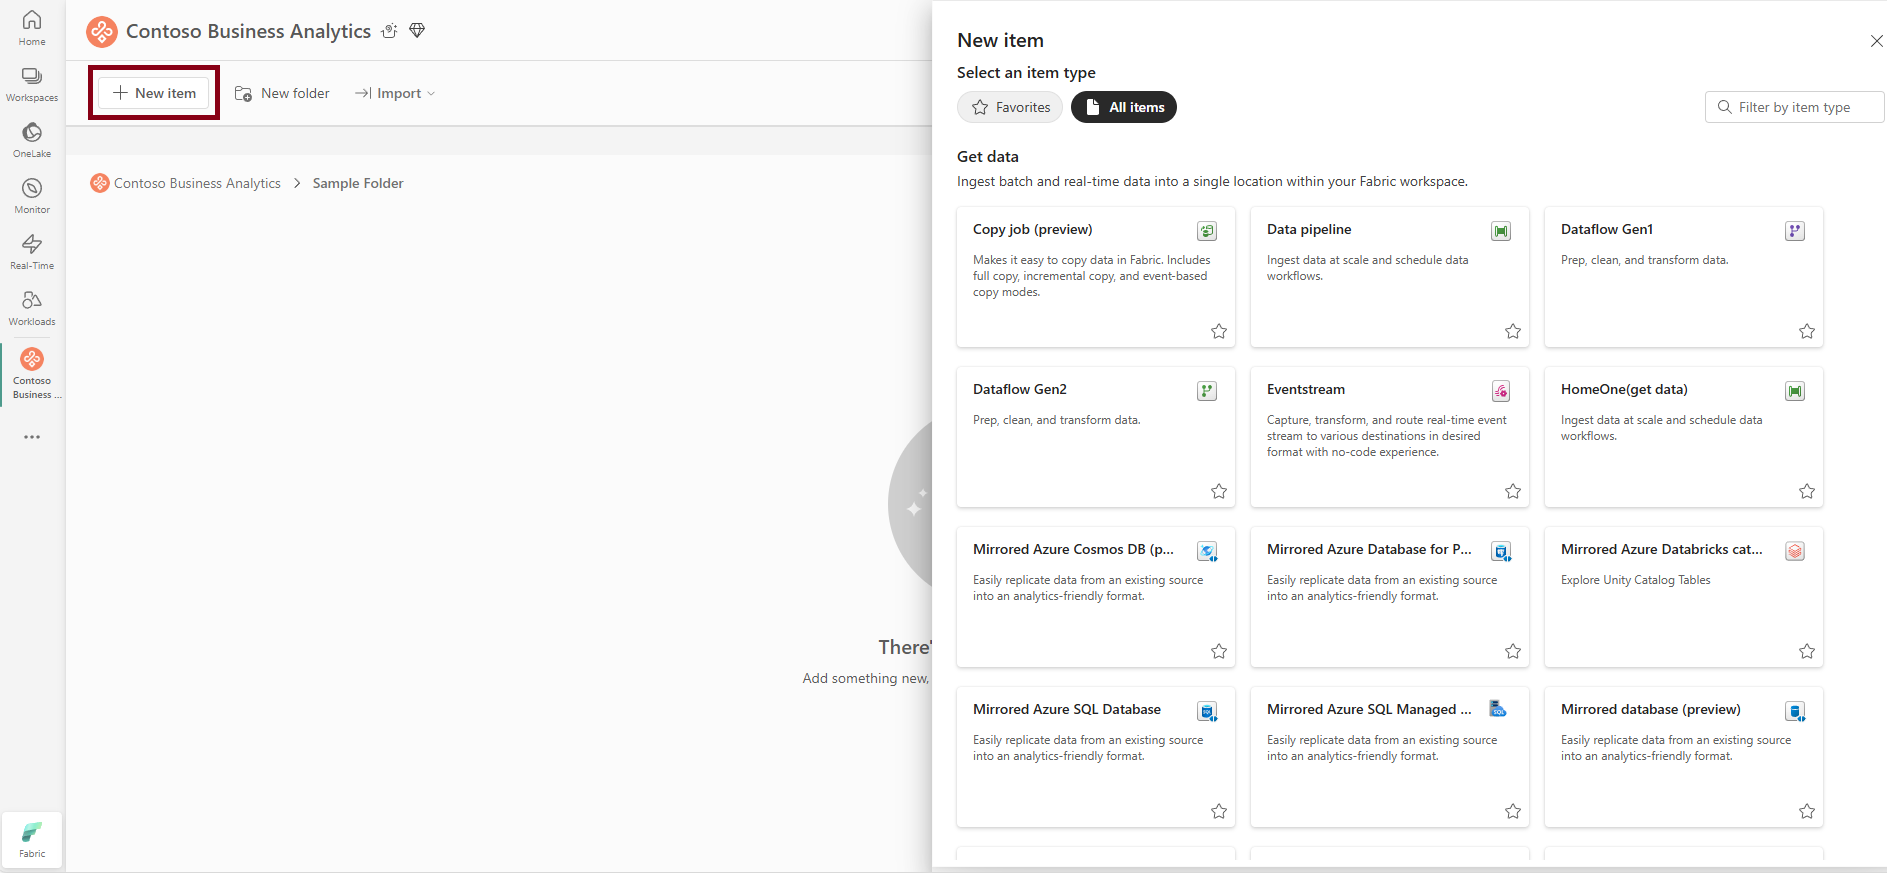 Home
Workspaces
OneLake
Monitor
Real-Time
Workloads
Contoso
Business ...
Fabric
Contoso Business Analytics
New item
New folder
Import
Contoso Business Analytics > Sample Folder
There'
Add something new,
New item
Select an item type
Favorites
All items
Filter by item type
Get data
Ingest batch and real-time data into a single location within your Fabric workspace.
Copy job (preview)
Makes it easy to copy data in Fabric. Includes
full copy, incremental copy, and event-based
copy modes.
Data pipeline
Ingest data at scale and schedule data
workflows.
Dataflow Gen1
Prep, clean, and transform data.
Dataflow Gen2
Prep, clean, and transform data.
Eventstream
Capture, transform, and route real-time event
stream to various destinations in desired
format with no-code experience.
HomeOne(get data)
Ingest data at scale and schedule data
workflows.
Mirrored Azure Cosmos DB (p...
Easily replicate data from an existing source
into an analytics-friendly format.
Mirrored Azure Database for P...
Easily replicate data from an existing source
into an analytics-friendly format.
Mirrored Azure Databricks cat...
Explore Unity Catalog Tables
Mirrored Azure SQL Database
Easily replicate data from an existing source
into an analytics-friendly format.
Mirrored Azure SQL Managed ...
Easily replicate data from an existing source
into an analytics-friendly format.
Mirrored database (preview)
Easily replicate data from an existing source
into an analytics-friendly format.